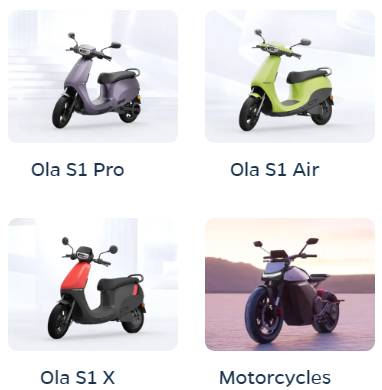 Ola S1 Pro
Ola S1 Air
Ola S1 X
Motorcycles